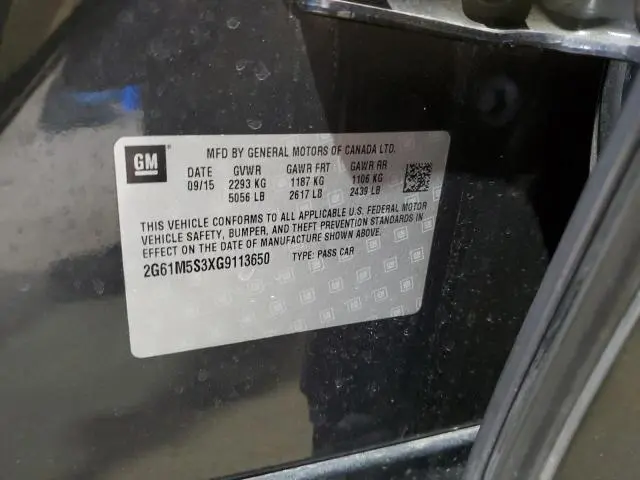 GM
MFD BY GENERAL MOTORS OF CANADA LTD.
DATE GVWR GAWR FRT GAWR RR
09/15 2293 KG 1187 KG 1106 KG
5056 LB 2617 LB 2439 LB
THIS VEHICLE CONFORMS TO ALL APPLICABLE U.S. FEDERAL MOTOR
VEHICLE SAFETY, BUMPER, AND THEFT PREVENTION STANDARDS IN
EFFECT ON THE DATE OF MANUFACTURE SHOWN ABOVE.
2G61M5S3XG9113650 TYPE: PASS CAR